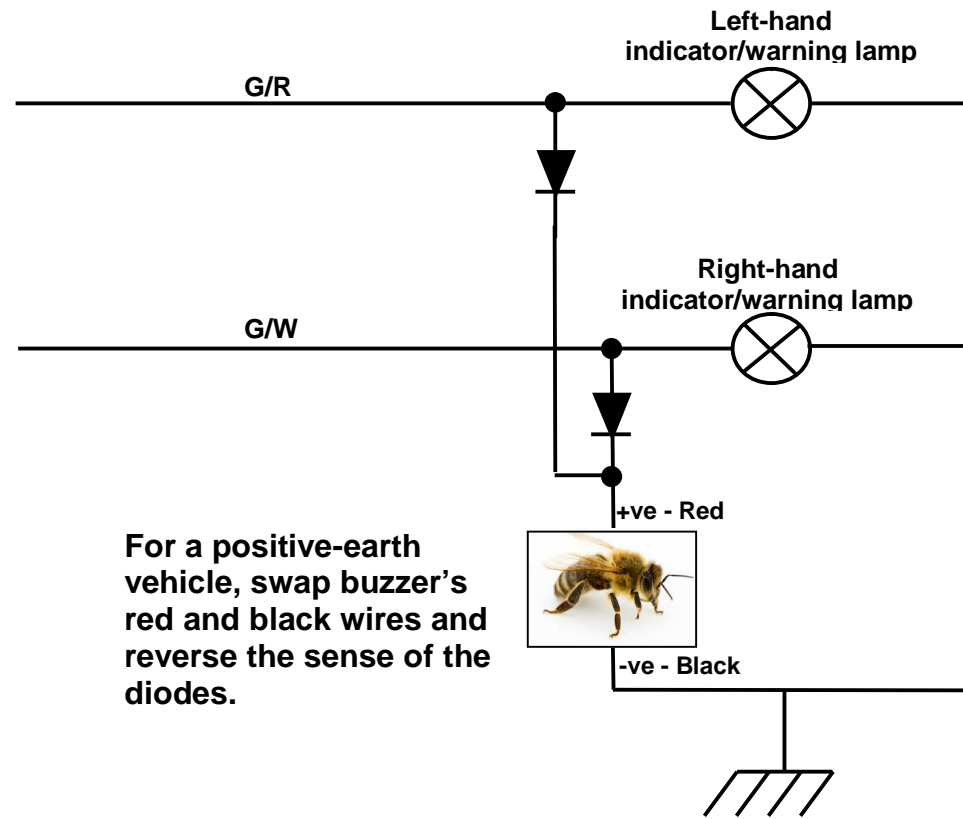 Left-hand
indicator/warning lamp
G/R
Right-hand
indicator/warning lamp
G/W
+ve - Red
For a positive-earth
vehicle, swap buzzer’s
red and black wires and
reverse the sense of the
diodes.
-ve - Black